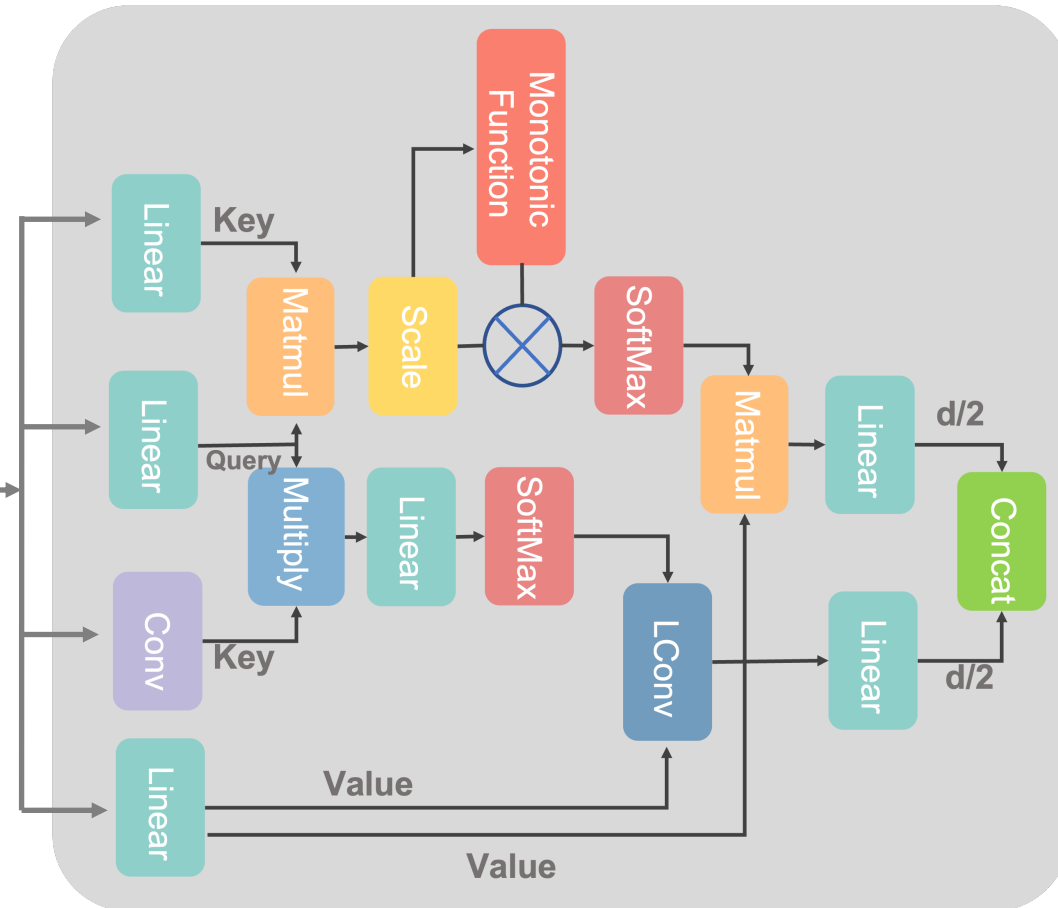 Monotonic
Function
Linear
Key
Matmul
Scale
SoftMax
Linear
Query
Matmul
Linear
d/2
Multiply
Linear
SoftMax
Concat
Conv
Key
LConv
Linear
d/2
Linear
Value
Value